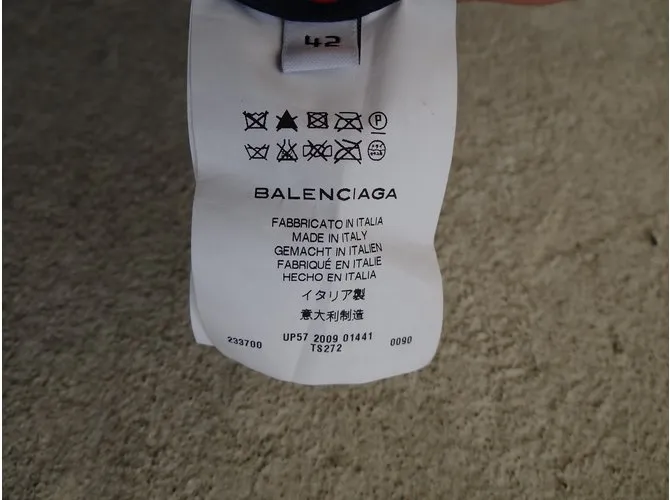 42
P
BALENCIAGA
FABBRICATO IN ITALIA
MADE IN ITALY
GEMACHT IN ITALIEN
FABRIQUÉ EN ITALIE
HECHO EN ITALIA
イタリア製
意大利制造
233700 UP57 2009 01441 0090
TS272